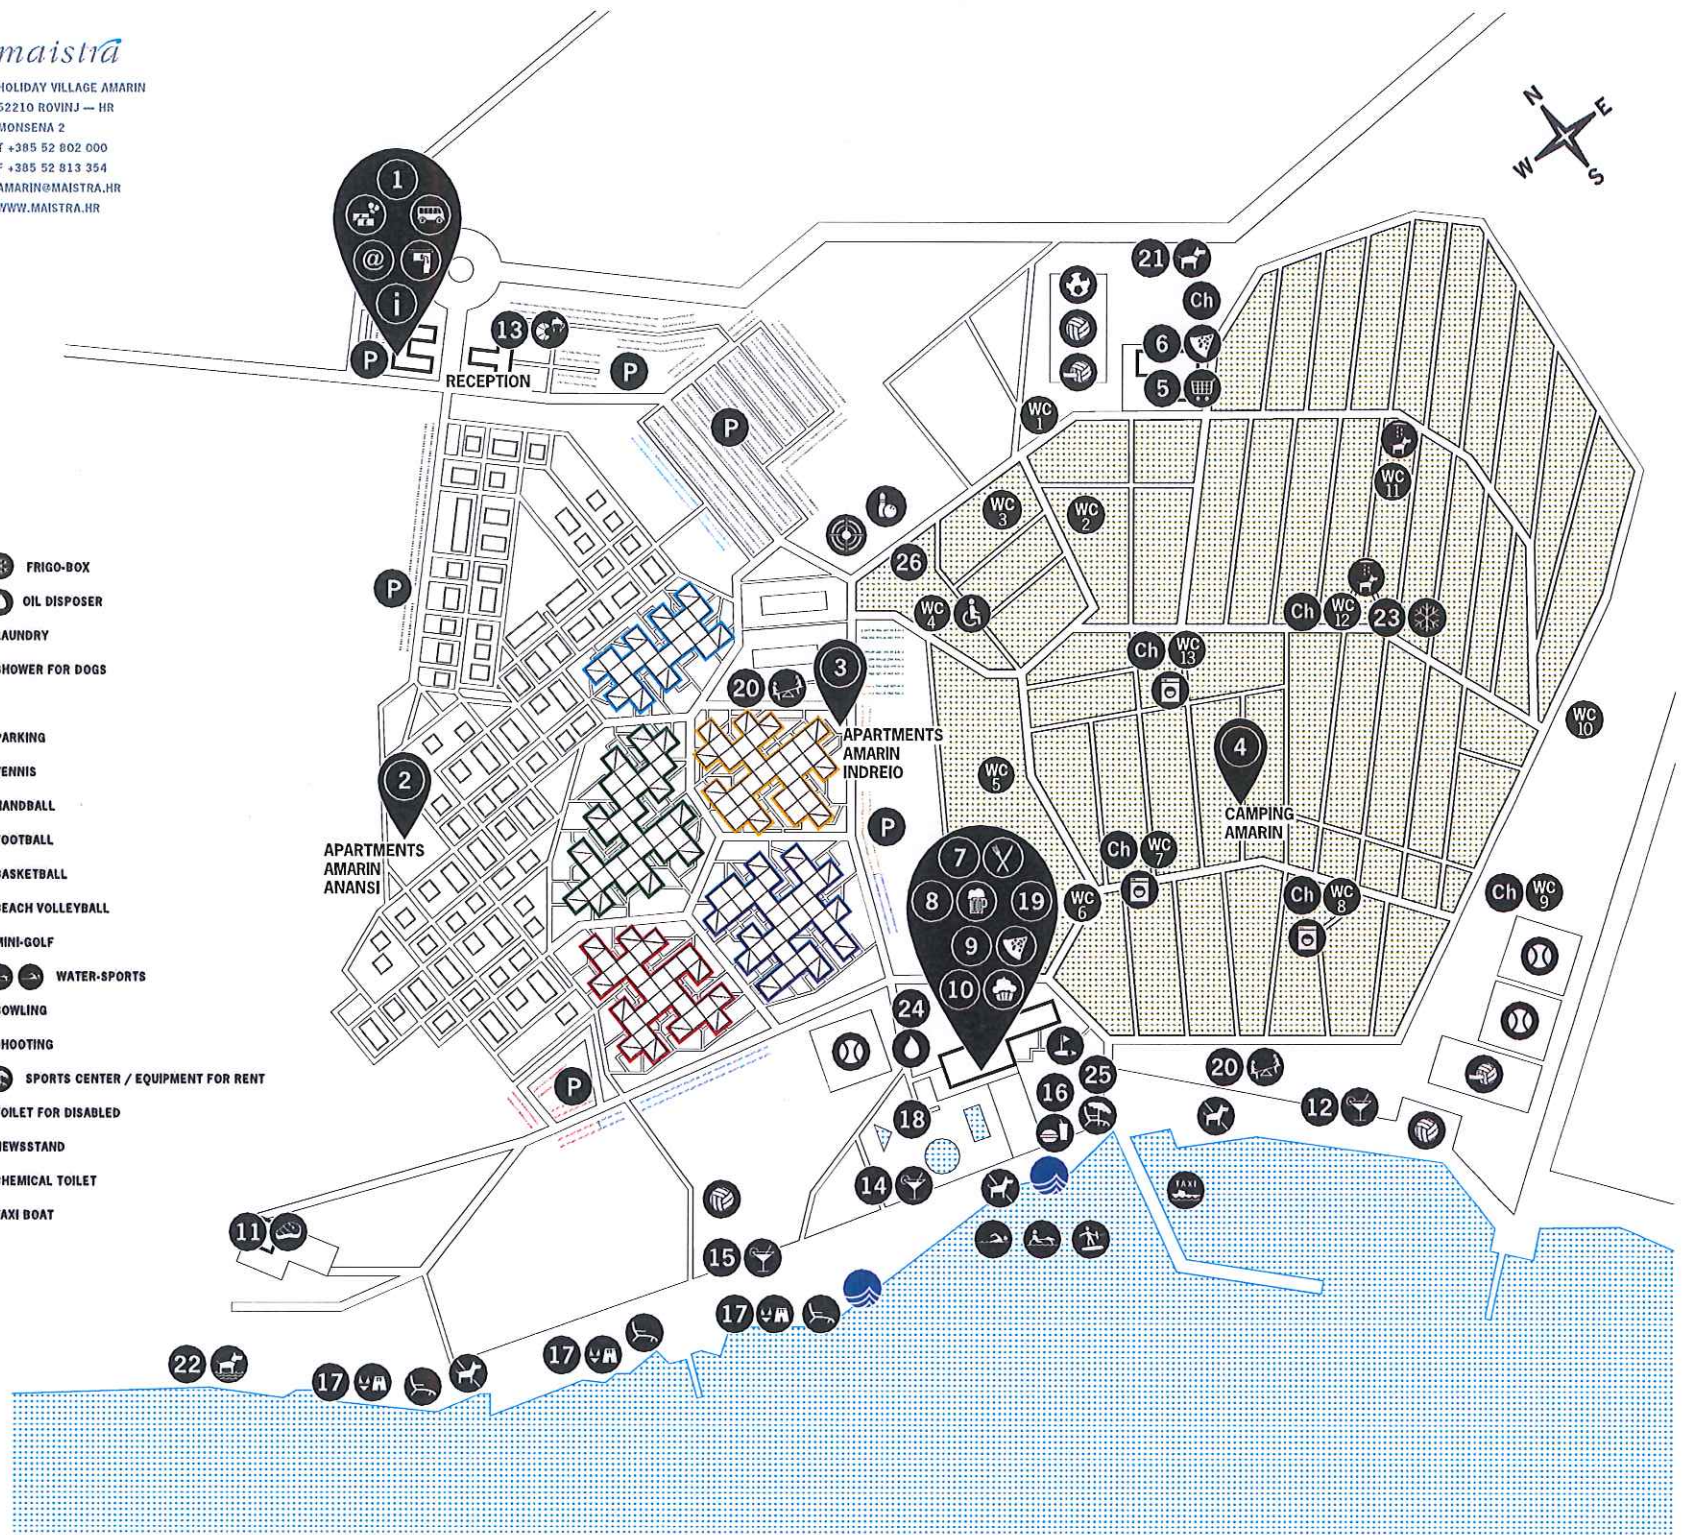 maistra
HOLIDAY VILLAGE AMARIN
52210 ROVINJ — HR
MONSENA 2
T +385 52 802 000
F +385 52 813 354
AMARIN@MAISTRA.HR
WWW.MAISTRA.HR
N
E
W
S
1
@
i
P
13
RECEPTION
P
P
21
Ch
6
5
WC 1
WC 11
WC 3
WC 2
26
WC 4
Ch WC 12 23
P
Ch WC 13
3
20
APARTMENTS
AMARIN
INDREIO
WC 10
4
CAMPING
AMARIN
WC 5
2
APARTMENTS
AMARIN
ANANSI
P
Ch WC 7
7
8 19
9
10
WC 6
Ch WC 8
Ch WC 9
24
25
20
16
12
P
18
14
TAXI
11
15
17
17
22
17
FRIGO-BOX
OIL DISPOSER
LAUNDRY
SHOWER FOR DOGS
PARKING
TENNIS
HANDBALL
FOOTBALL
BASKETBALL
BEACH VOLLEYBALL
MINI-GOLF
WATER-SPORTS
BOWLING
SHOOTING
SPORTS CENTER / EQUIPMENT FOR RENT
TOILET FOR DISABLED
NEWSSTAND
CHEMICAL TOILET
TAXI BOAT